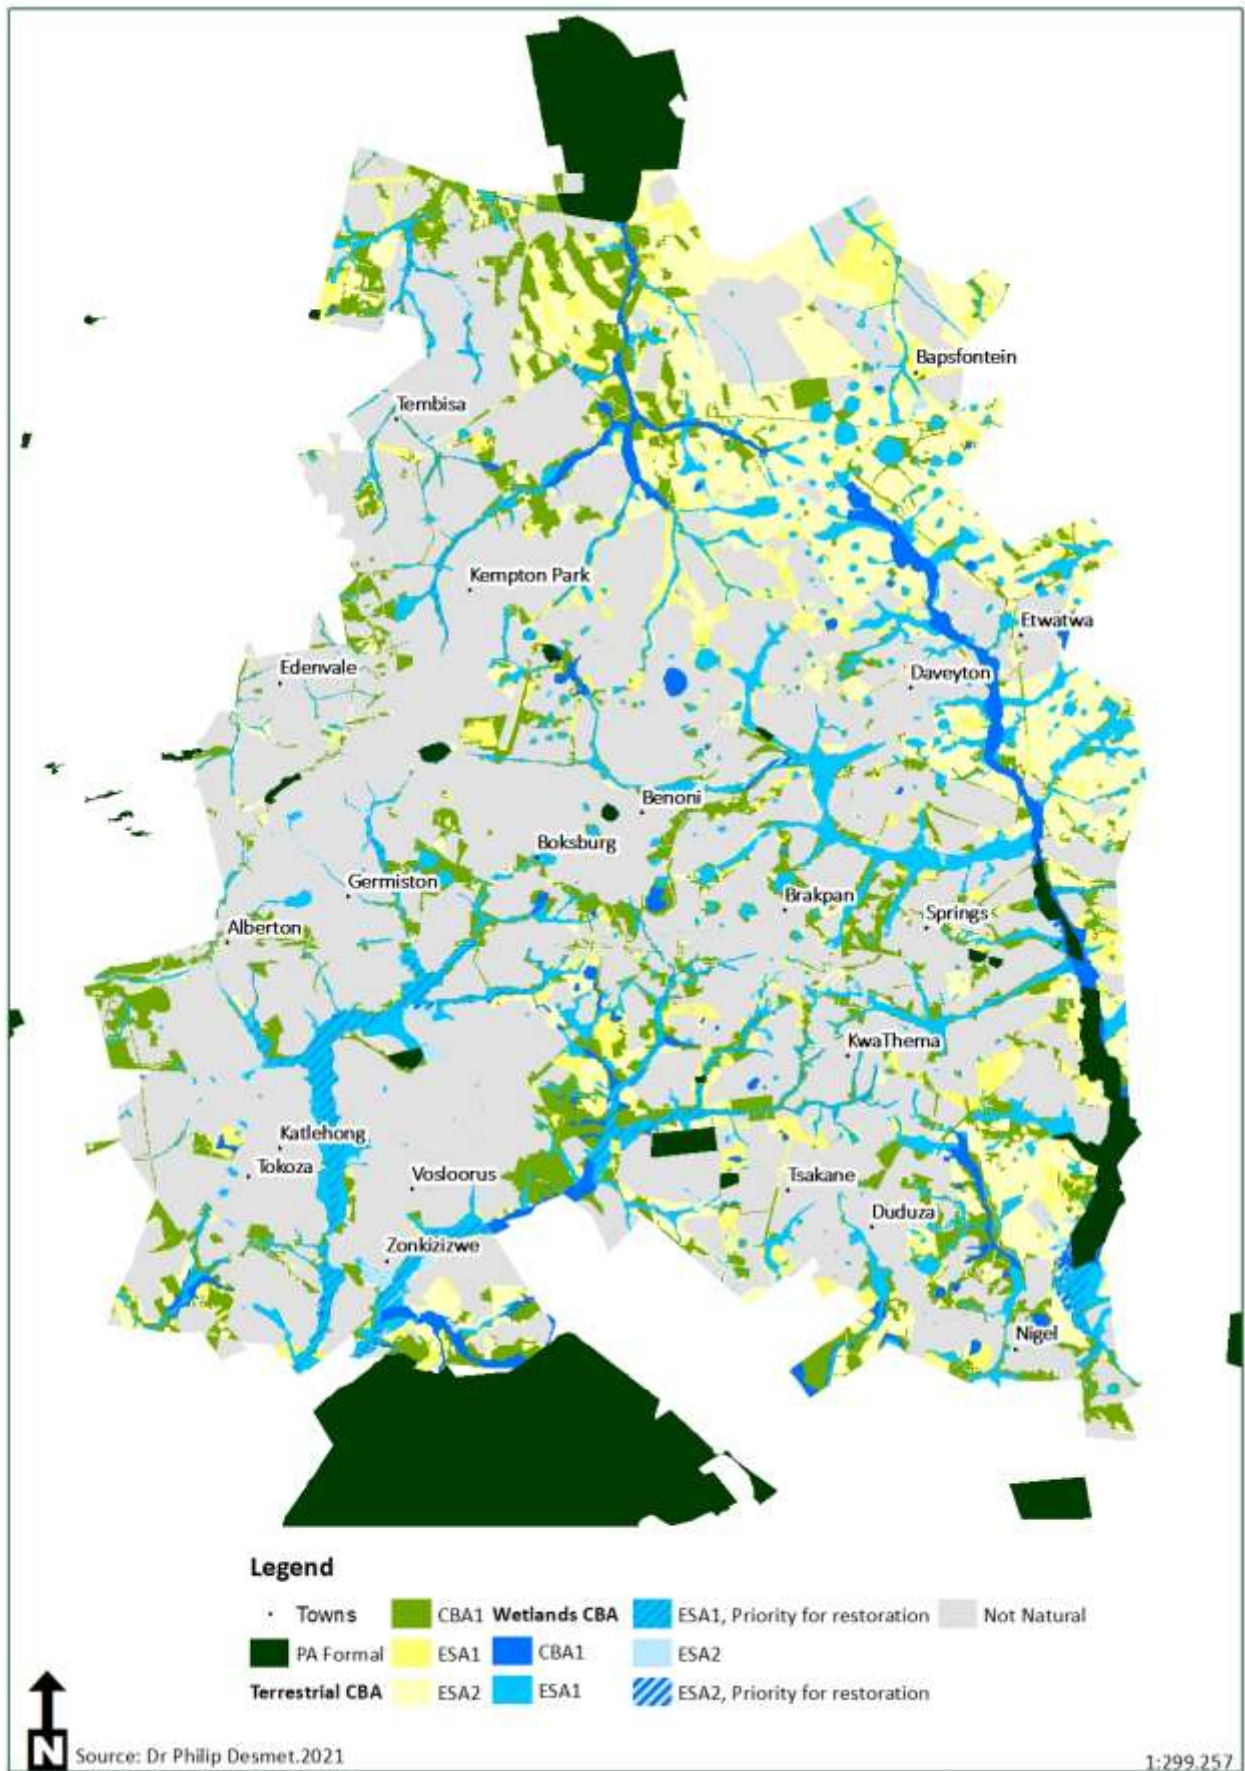 Bapsfontein
Tembisa
Kempton Park
Etwatwa
Edenvale
Daveyton
Benoni
Boksburg
Germiston
Brakpan
Springs
Alberton
KwaThema
Katlehong
Tokoza
Vosloorus
Tsakane
Duduza
Zonkizizwe
Nigel
Legend
Towns
CBA1
Wetlands CBA
ESA1, Priority for restoration
Not Natural
PA Formal
ESA1
CBA1
ESA2
Terrestrial CBA
ESA2
ESA1
ESA2, Priority for restoration
N
Source: Dr Philip Desmet.2021
1:299.257